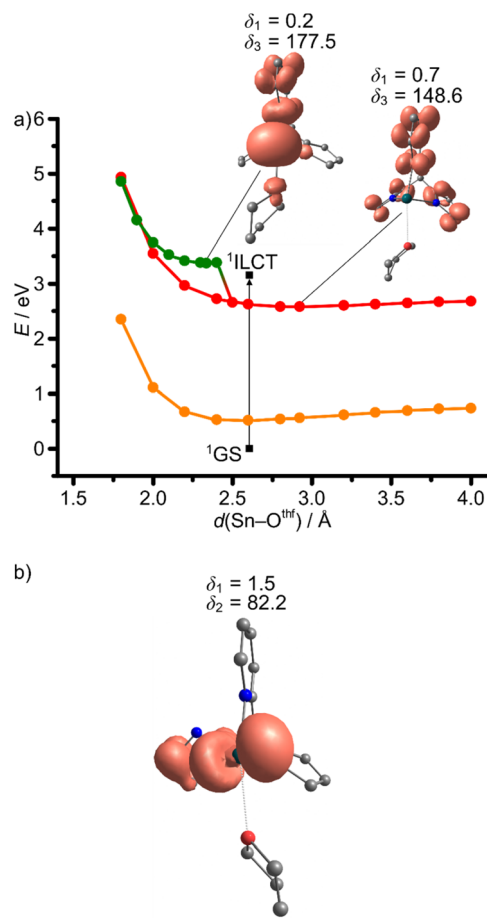 δ1 = 0.2
δ3 = 177.5
δ1 = 0.7
δ3 = 148.6
a)
6
5
4
3
2
1
0
E / eV
1ILCT
1GS
1.5 2.0 2.5 3.0 3.5 4.0
d(Sn–Othf) / Å
b)
δ1 = 1.5
δ2 = 82.2